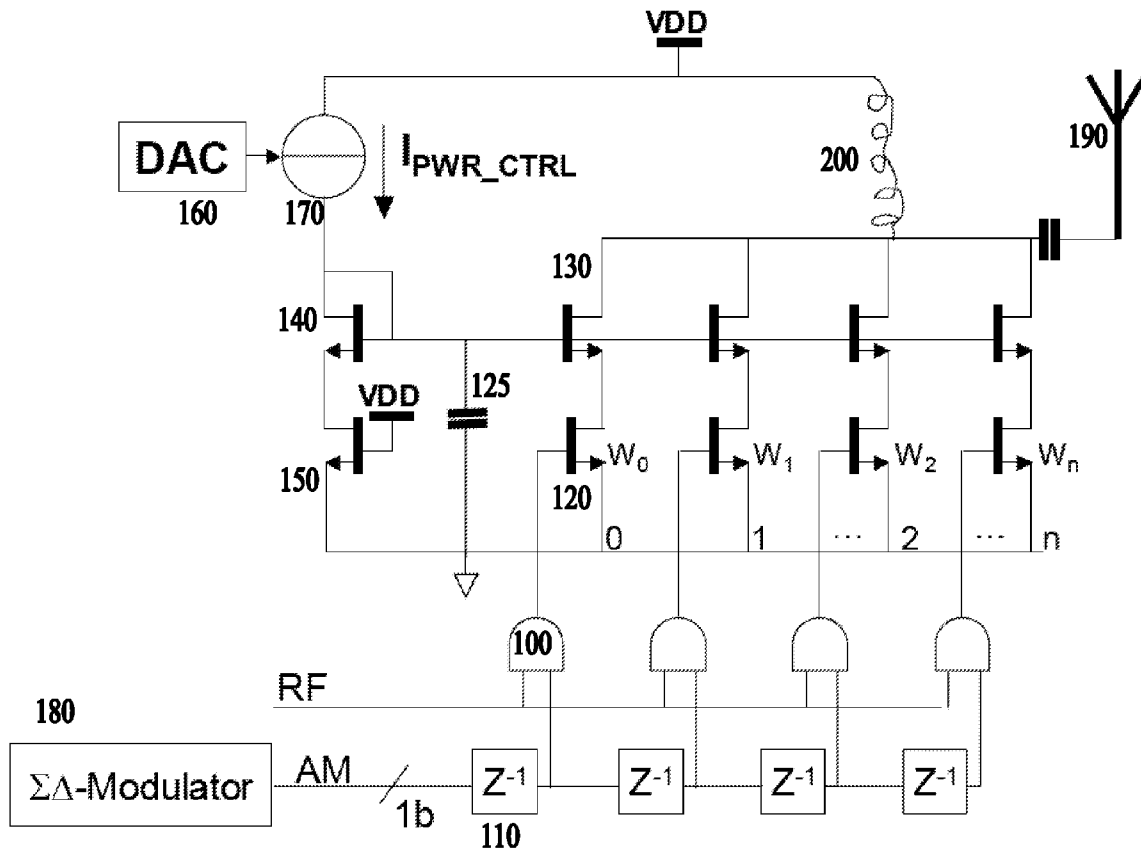 VDD
DAC
160
170
I_PWR_CTRL
200
190
130
140
125
VDD
150
120
W₀
W₁
W₂
Wₙ
0
1
...
2
...
n
100
RF
180
ΣΔ-Modulator
AM
1b
Z⁻¹
Z⁻¹
Z⁻¹
Z⁻¹
110